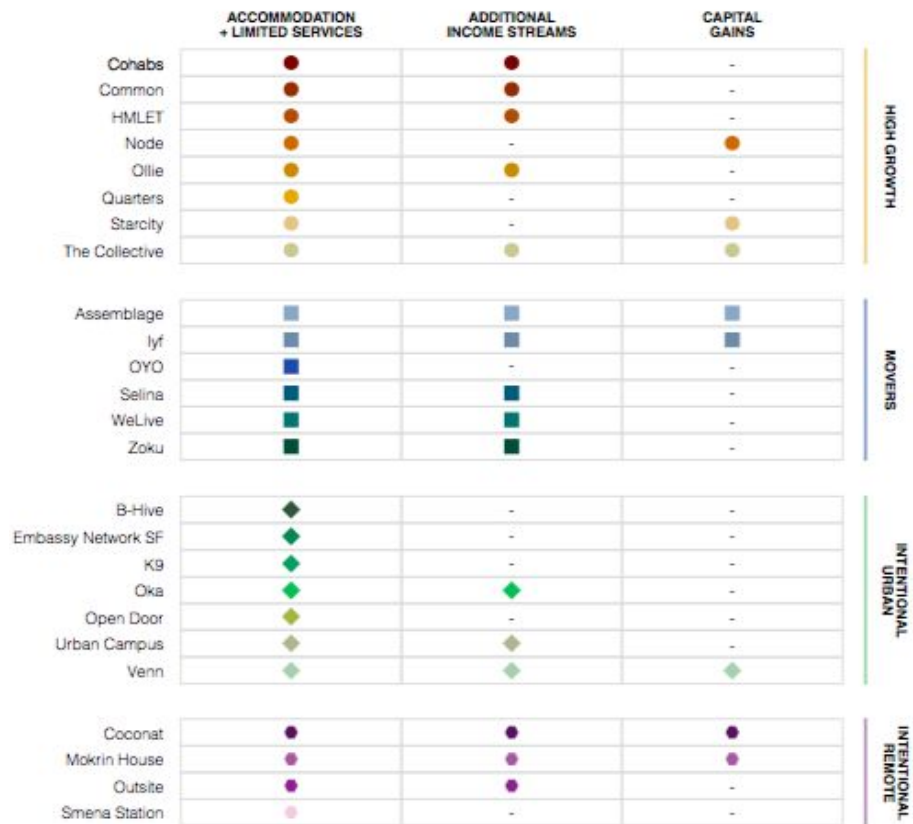 ACCOMMODATION
+ LIMITED SERVICES
ADDITIONAL
INCOME STREAMS
CAPITAL
GAINS
Cohabs -
Common -
HMLET -
Node -
Ollie -
Quarters - -
Starcity -
The Collective
HIGH GROWTH
Assemblage
lyf
OYO - -
Selina -
WeLive -
Zoku -
MOVERS
B-Hive - -
Embassy Network SF - -
K9 - -
Oka -
Open Door - -
Urban Campus -
Venn
INTENTIONAL
URBAN
Coconat
Mokrin House
Outsite -
Smena Station - -
INTENTIONAL
REMOTE